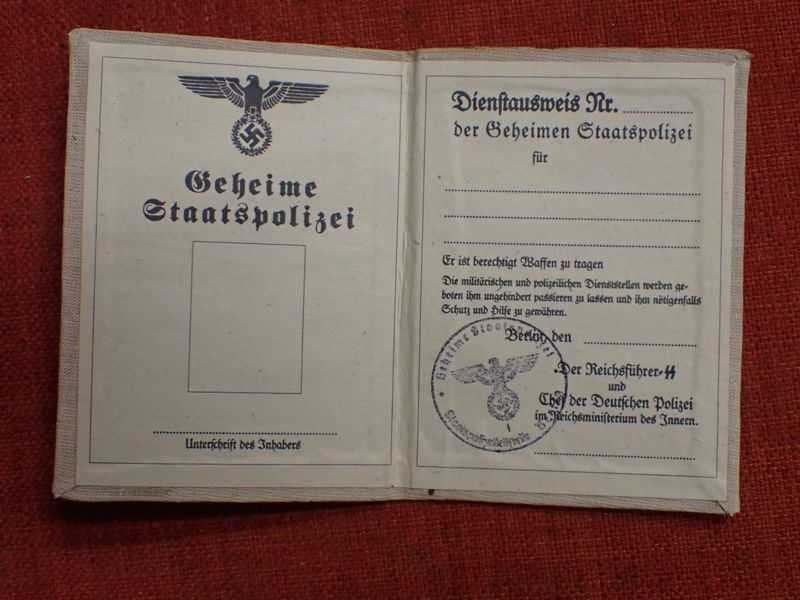 Geheime
Staatspolizei
Unterschrift des Inhabers
Dienstausweis Nr.
der Geheimen Staatspolizei
für
Er ist berechtigt Waffen zu tragen
Die militärischen und polizeilichen Dienststellen werden ge-
boten ihm ungehindert passieren zu lassen und ihm nötigenfalls
Schutz und Hilfe zu gewähren.
Berlin, den
Der Reichsführer-SS
und
Chef der Deutschen Polizei
im Reichsministerium des Innern.
Geheime Staatspolizei